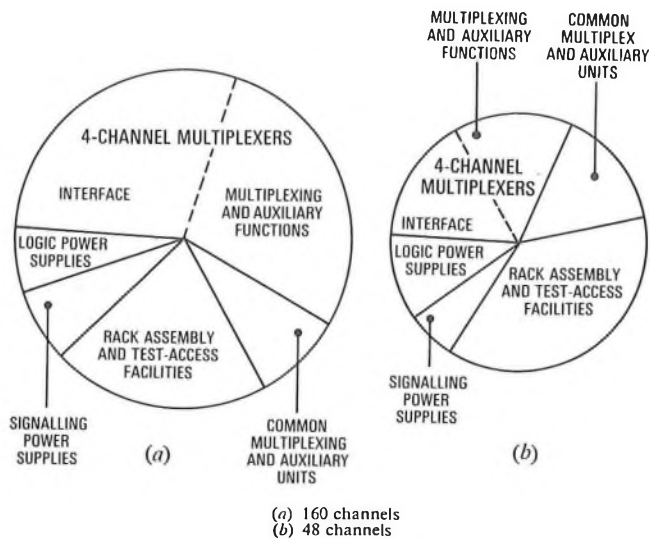 4-CHANNEL MULTIPLEXERS
INTERFACE
MULTIPLEXING
AND AUXILIARY
FUNCTIONS
LOGIC POWER
SUPPLIES
RACK ASSEMBLY
AND TEST-ACCESS
FACILITIES
SIGNALLING
POWER
SUPPLIES
(a)
COMMON
MULTIPLEXING
AND AUXILIARY
UNITS
MULTIPLEXING
AND AUXILIARY
FUNCTIONS
COMMON
MULTIPLEX
AND AUXILIARY
UNITS
4-CHANNEL
MULTIPLEXERS
INTERFACE
LOGIC POWER
SUPPLIES
RACK ASSEMBLY
AND TEST-ACCESS
FACILITIES
SIGNALLING
POWER
SUPPLIES
(b)
(a) 160 channels
(b) 48 channels